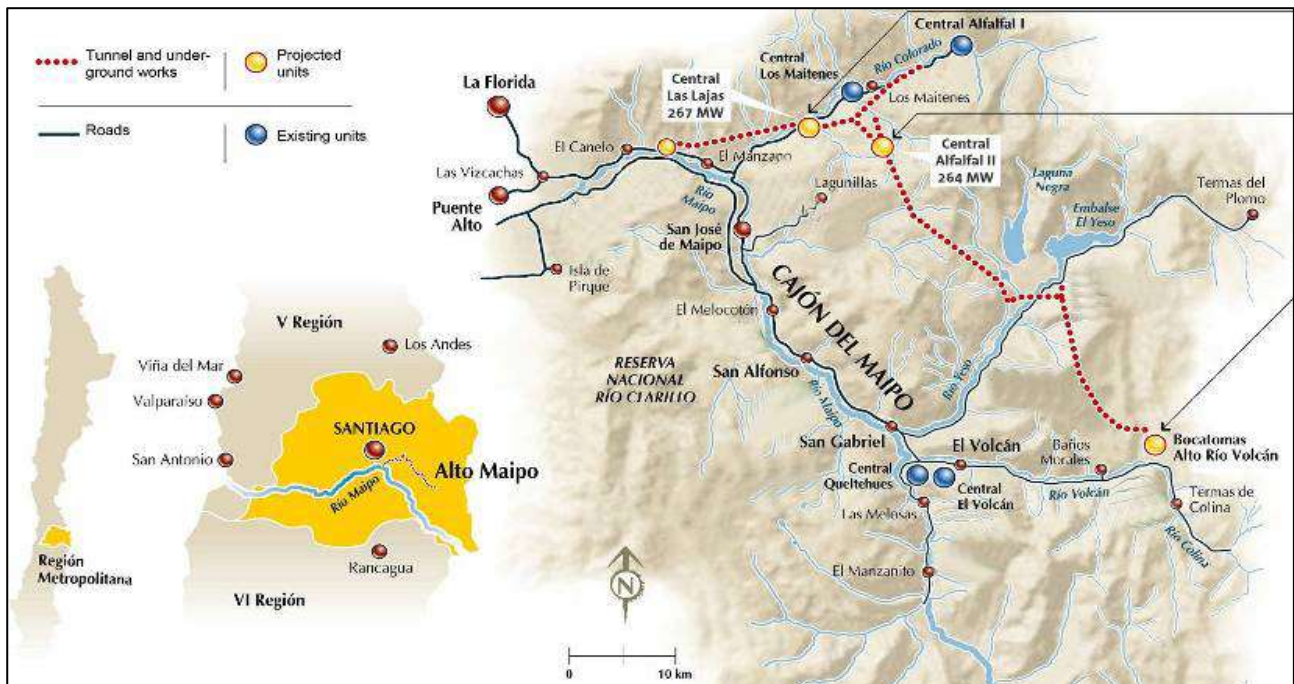 Tunnel and under-
ground works
Projected
units
Roads
Existing units
Central Alfalfal I
Central
Los Maitenes
Río Colorado
Los Maitenes
Central
Las Lajas
267 MW
La Florida
El Canelo
El Manzano
Central
Alfalfal II
264 MW
Las Vizcachas
Lagunillas
Laguna
Negra
Termas del
Plomo
Puente
Alto
Río
Maipo
Embalse
El Yeso
San José
de Maipo
Isla de
Pirque
CAJÓN DEL MAIPO
El Melocotón
V Región
Los Andes
Viña del Mar
RESERVA
NACIONAL
RÍO CLARILLO
San Alfonso
Río Yeso
Valparaíso
Río Maipo
SANTIAGO
San Gabriel
El Volcán
Baños
Morales
Bocatomas
Alto Río Volcán
San Antonio
Alto Maipo
Río Maipo
Central
Queltehues
Central
El Volcán
Río Volcán
Termas de
Colina
Las Melosas
Río Colina
Región
Metropolitana
Rancagua
El Manzanito
VI Región
N
0 10 km